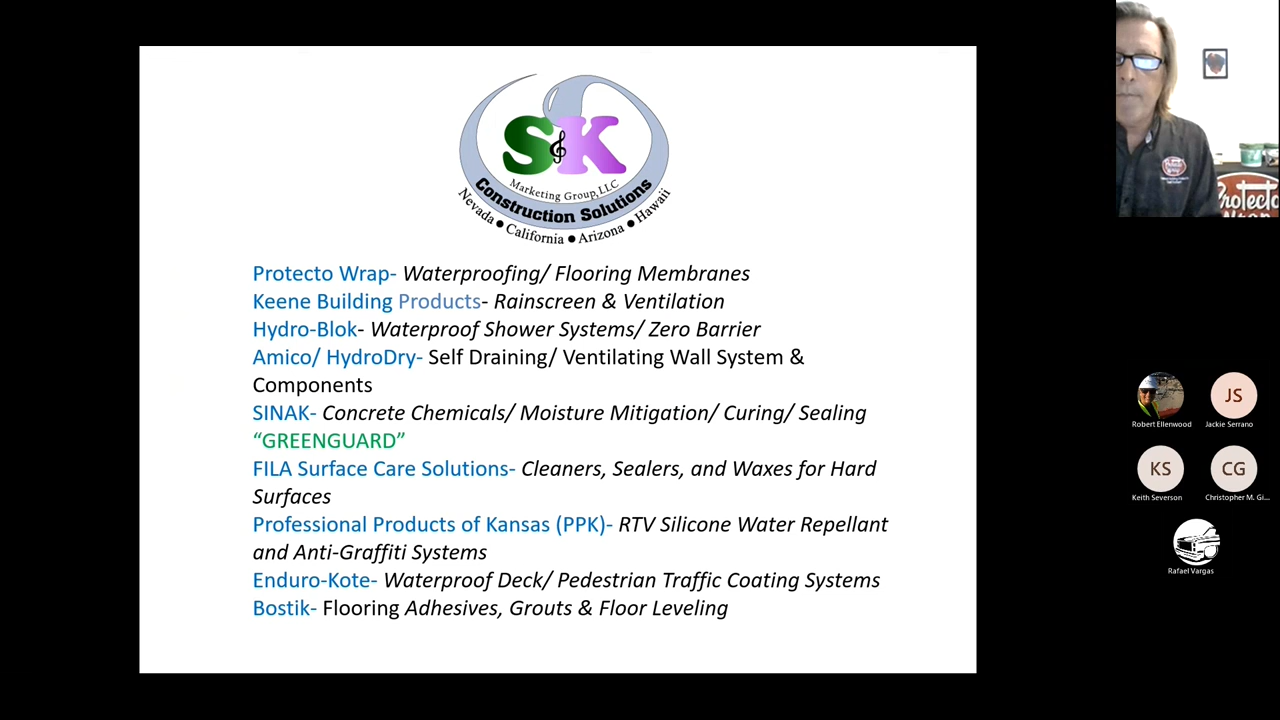 S&K
Marketing Group, LLC
Construction Solutions
Nevada ● California ● Arizona ● Hawaii
Protecto Wrap- Waterproofing/ Flooring Membranes
Keene Building Products- Rainscreen & Ventilation
Hydro-Blok- Waterproof Shower Systems/ Zero Barrier
Amico/ HydroDry- Self Draining/ Ventilating Wall System &
Components
SINAK- Concrete Chemicals/ Moisture Mitigation/ Curing/ Sealing
“GREENGUARD”
FILA Surface Care Solutions- Cleaners, Sealers, and Waxes for Hard
Surfaces
Professional Products of Kansas (PPK)- RTV Silicone Water Repellant
and Anti-Graffiti Systems
Enduro-Kote- Waterproof Deck/ Pedestrian Traffic Coating Systems
Bostik- Flooring Adhesives, Grouts & Floor Leveling
Protecto
Wrap
JS
Robert Ellenwood
Jackie Serrano
KS
CG
Keith Severson
Christopher M. Gi...
Rafael Vargas